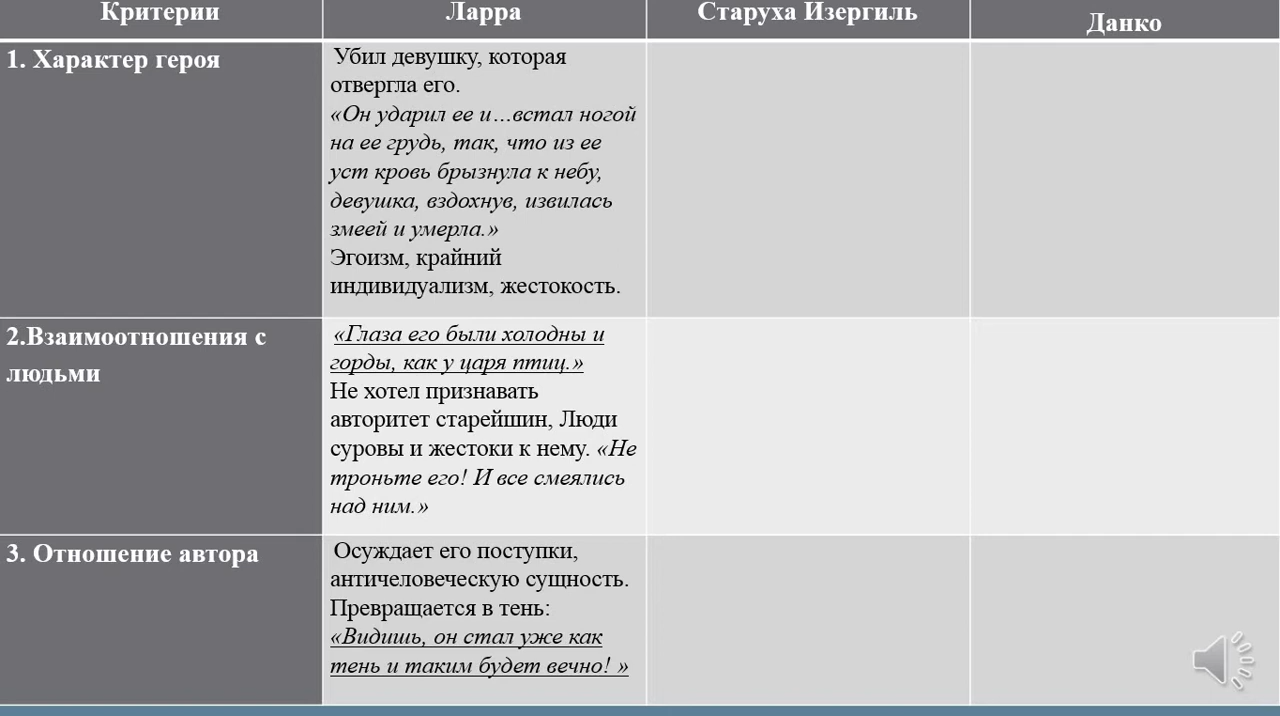 Критерии
Ларра
Старуха Изергиль
Данко
1. Характер героя
Убил девушку, которая
отвергла его.
«Он ударил ее и…встал ногой
на ее грудь, так, что из ее
уст кровь брызнула к небу,
девушка, вздохнув, извилась
змеей и умерла.»
Эгоизм, крайний
индивидуализм, жестокость.
2.Взаимоотношения с
людьми
«Глаза его были холодны и
горды, как у царя птиц.»
Не хотел признавать
авторитет старейшин, Люди
суровы и жестоки к нему. «Не
троньте его! И все смеялись
над ним.»
3. Отношение автора
Осуждает его поступки,
античеловеческую сущность.
Превращается в тень:
«Видишь, он стал уже как
тень и таким будет вечно! »